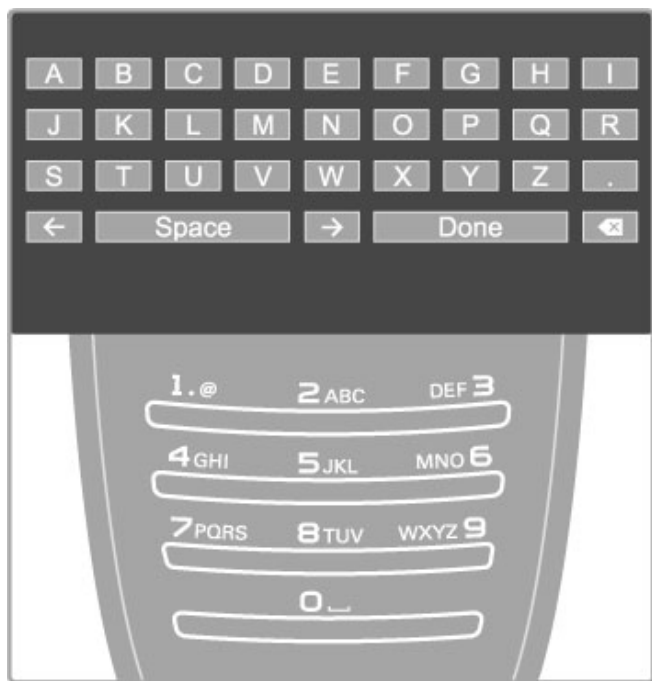 A B C D E F G H I
J K L M N O P Q R
S T U V W X Y Z .
← Space → Done
1.@ 2ABC DEF3
4GHI 5JKL MNO6
7PQRS 8TUV WXYZ9
0⎵